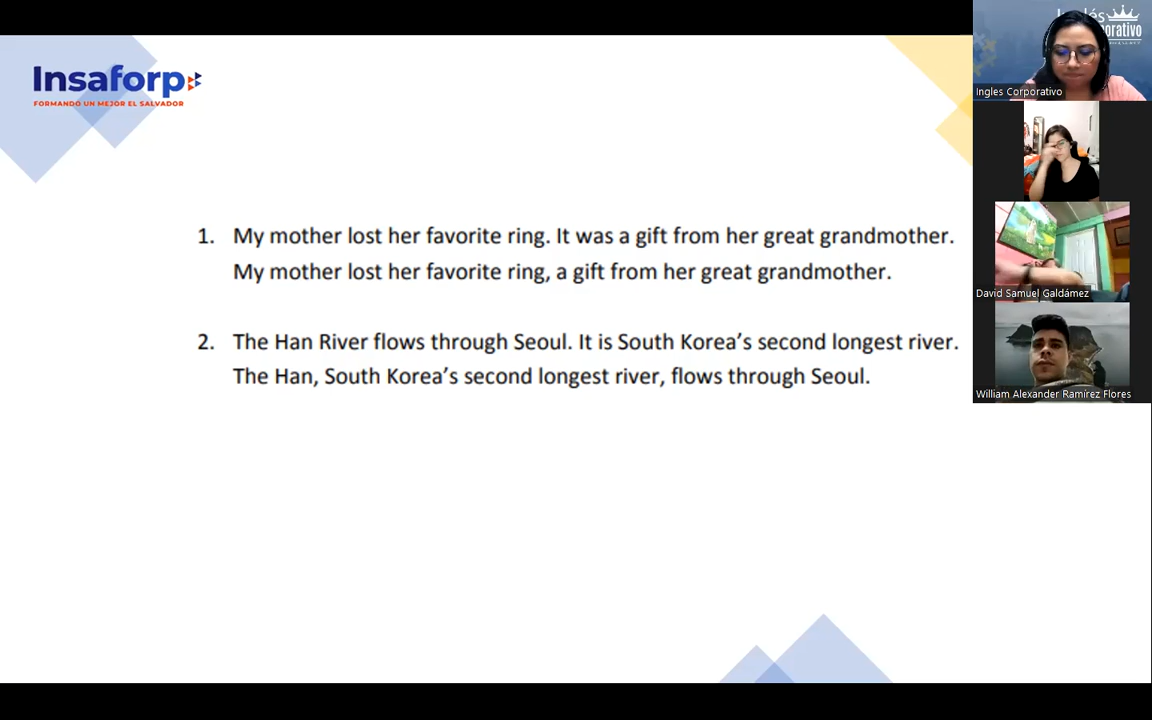 Insaforp
FORMANDO UN MEJOR EL SALVADOR
1. My mother lost her favorite ring. It was a gift from her great grandmother.
My mother lost her favorite ring, a gift from her great grandmother.
2. The Han River flows through Seoul. It is South Korea's second longest river.
The Han, South Korea's second longest river, flows through Seoul.
Ingles Corporativo
David Samuel Galdámez
William Alexander Ramírez Flores